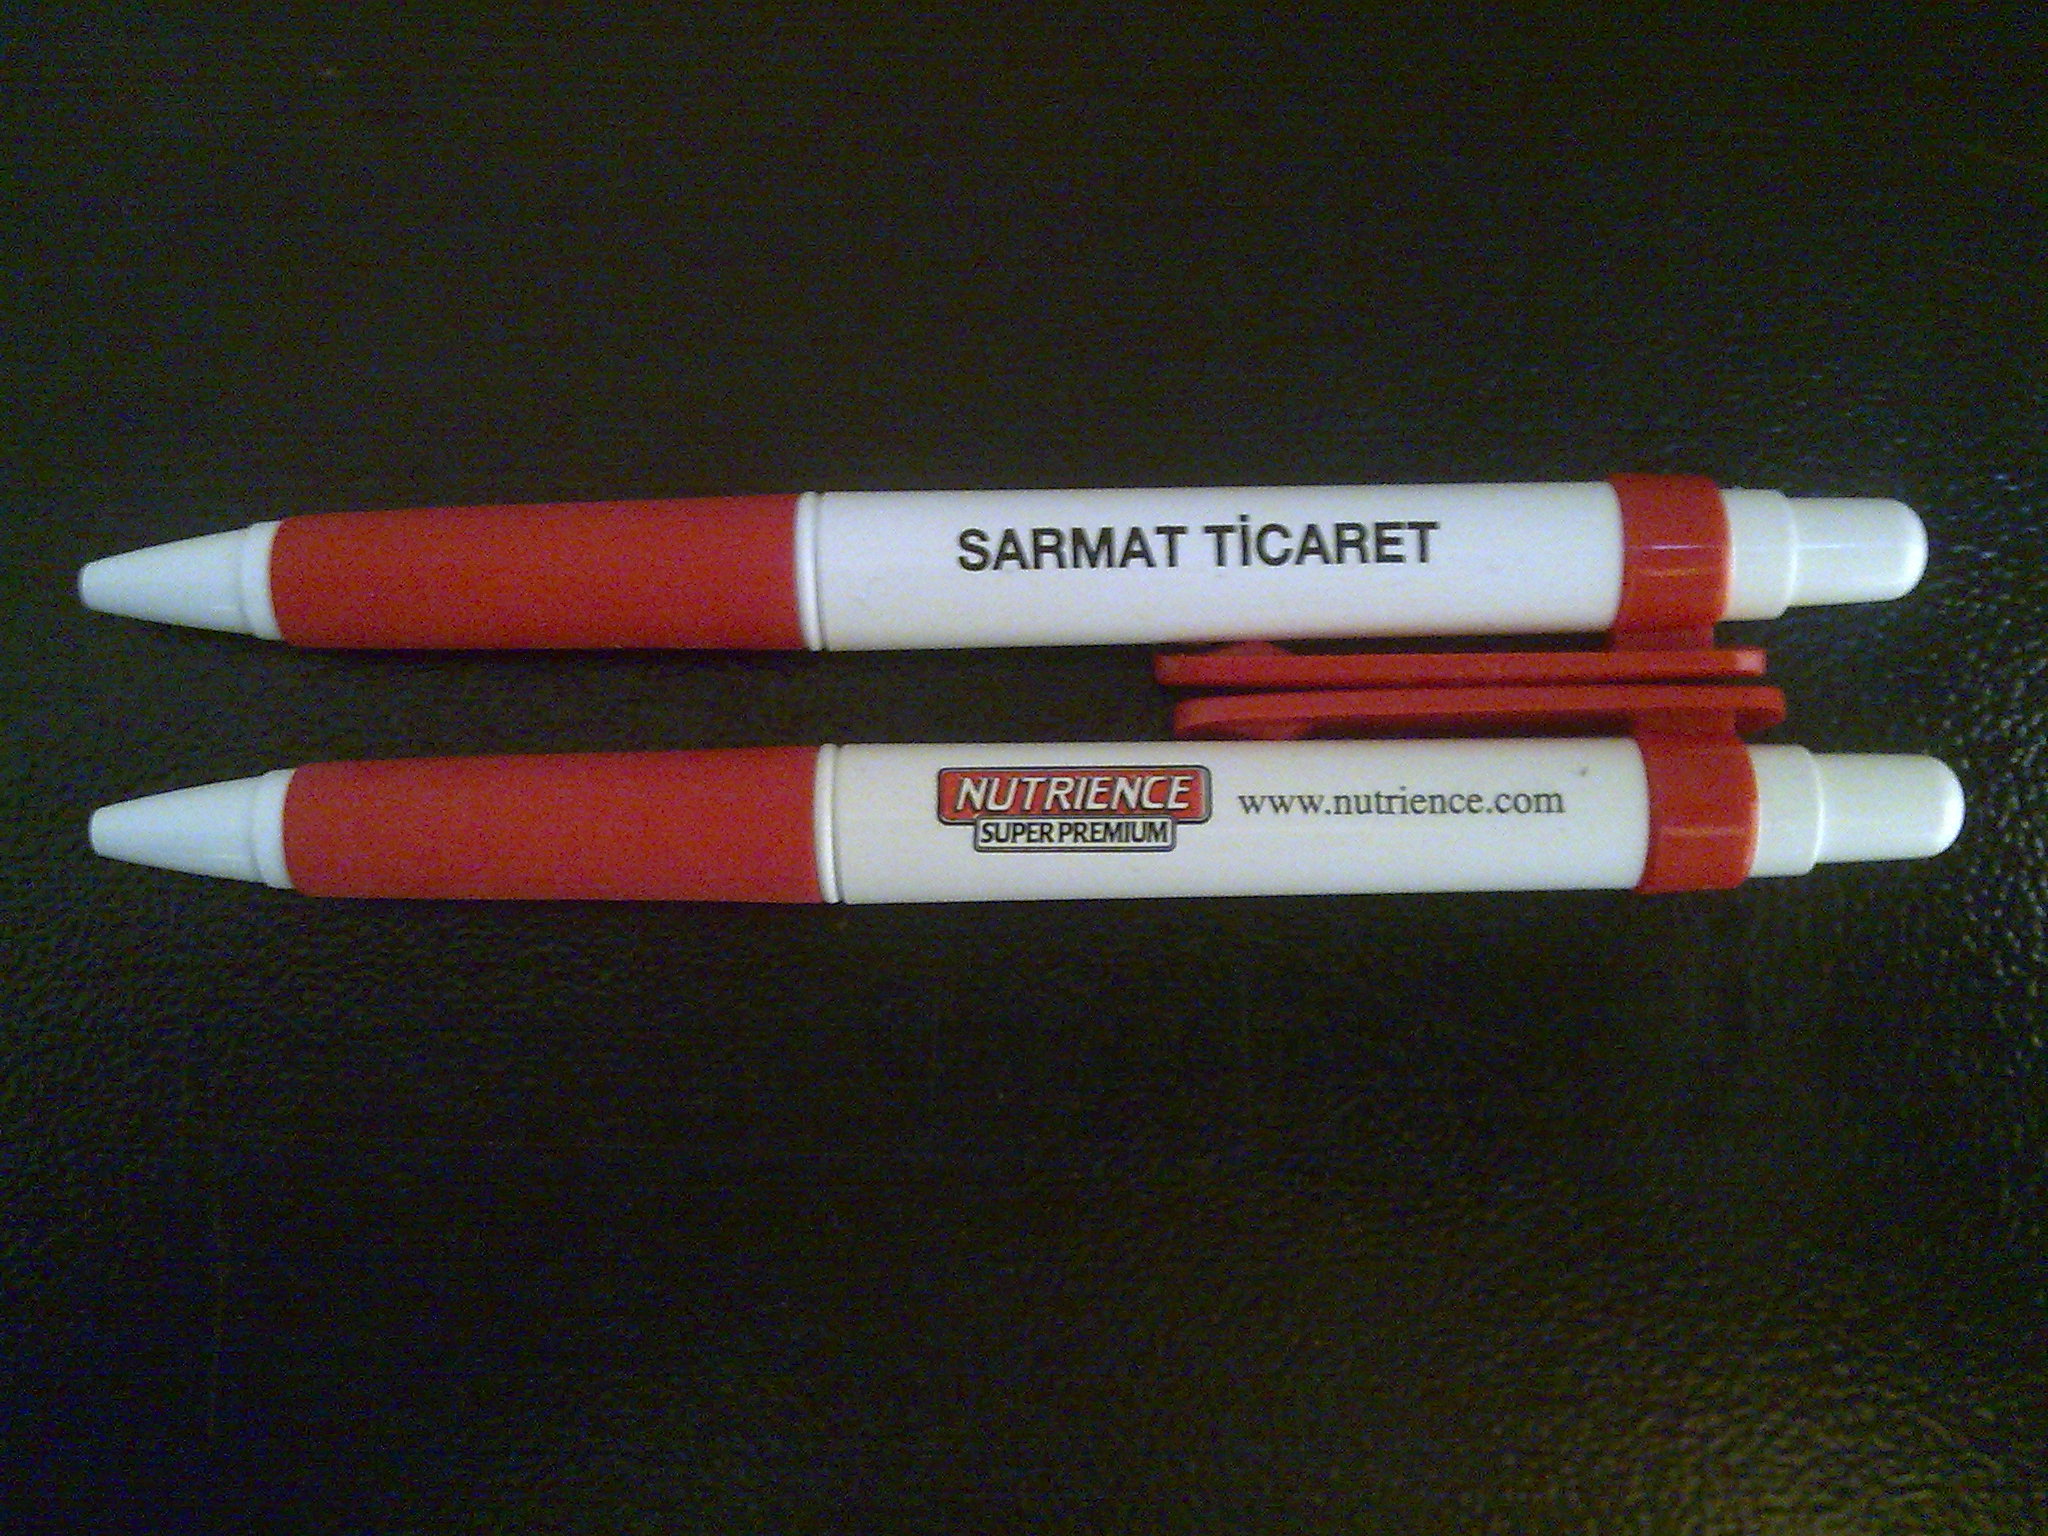 SARMAT TİCARET
NUTRIENCE
SUPER PREMIUM
www.nutrience.com